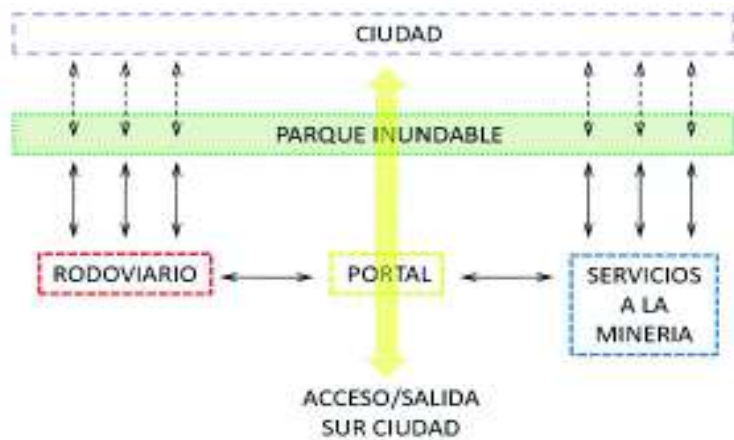 CIUDAD
PARQUE INUNDABLE
RODOVIARIO
PORTAL
SERVICIOS
A LA
MINERIA
ACCESO/SALIDA
SUR CIUDAD